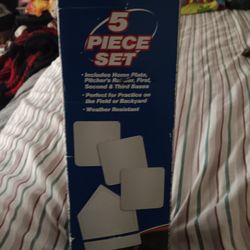 5
PIECE
SET
• Includes Home Plate,
Pitcher's Rubber, First,
Second & Third Bases
• Perfect for Practice on
the Field or Backyard
• Weather Resistant